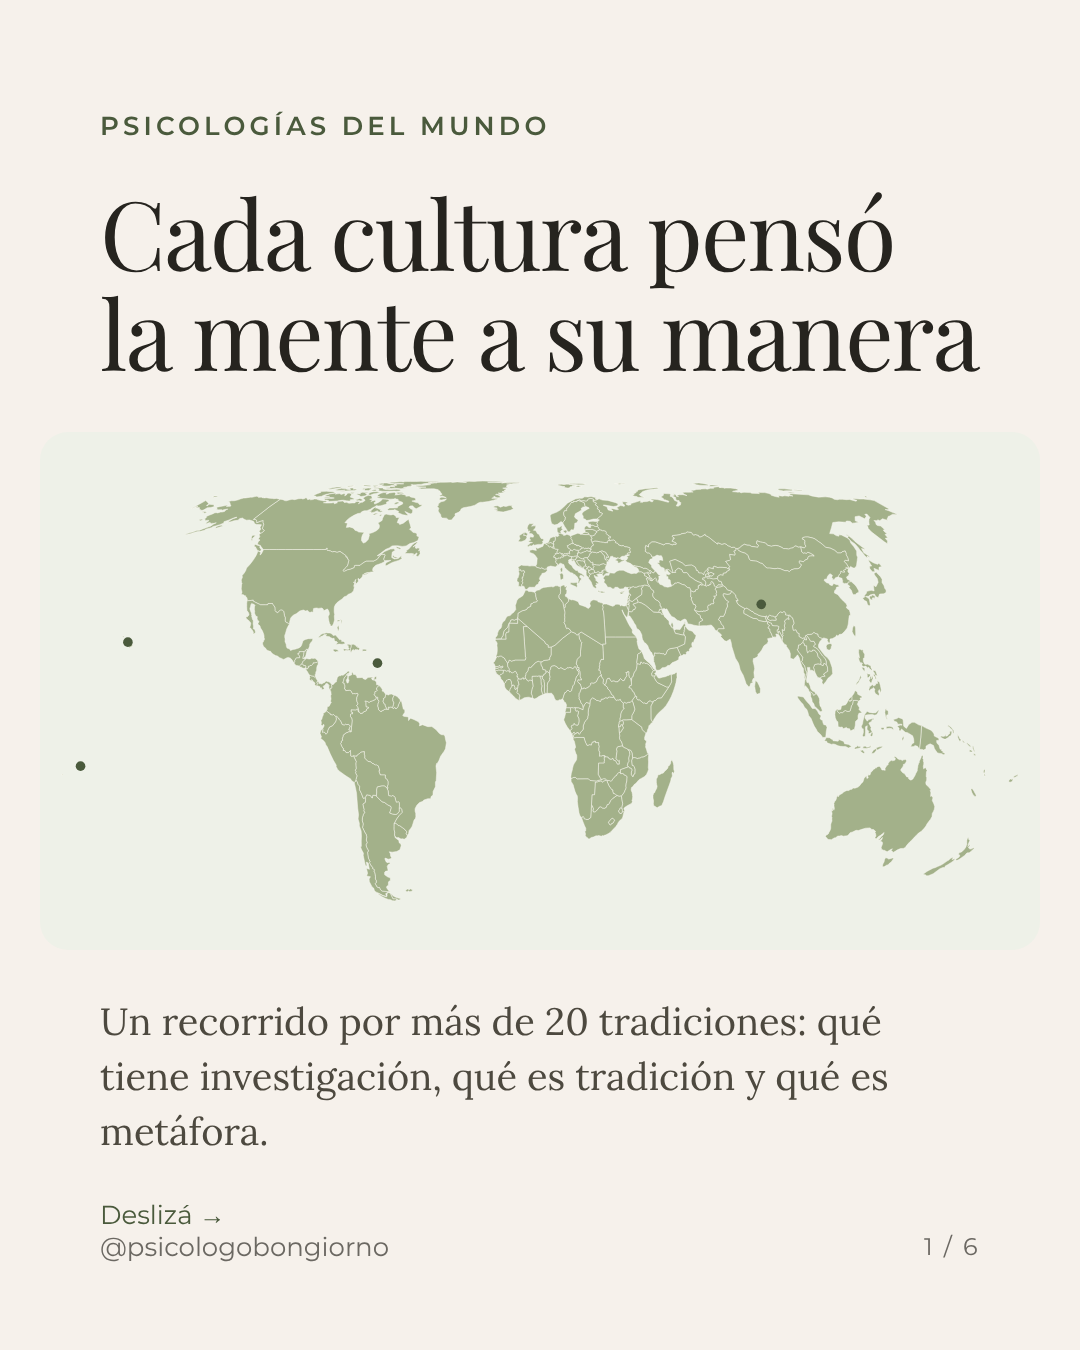 PSICOLOGÍAS DEL MUNDO
Cada cultura pensó
la mente a su manera
Un recorrido por más de 20 tradiciones: qué
tiene investigación, qué es tradición y qué es
metáfora.
Deslizá →
@psicologobongiorno
1 / 6